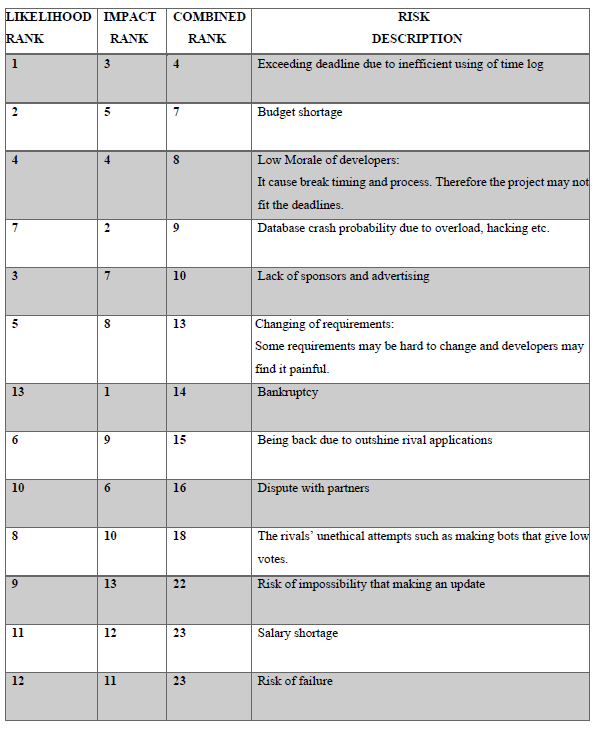 LIKELIHOOD IMPACT COMBINED RISK
RANK RANK RANK DESCRIPTION
1 3 4 Exceeding deadline due to inefficient using of time log
2 5 7 Budget shortage
4 4 8 Low Morale of developers:
It cause break timing and process. Therefore the project may not
fit the deadlines.
7 2 9 Database crash probability due to overload, hacking etc.
3 7 10 Lack of sponsors and advertising
5 8 13 Changing of requirements:
Some requirements may be hard to change and developers may
find it painful.
13 1 14 Bankruptcy
6 9 15 Being back due to outshine rival applications
10 6 16 Dispute with partners
8 10 18 The rivals’ unethical attempts such as making bots that give low
votes.
9 13 22 Risk of impossibility that making an update
11 12 23 Salary shortage
12 11 23 Risk of failure